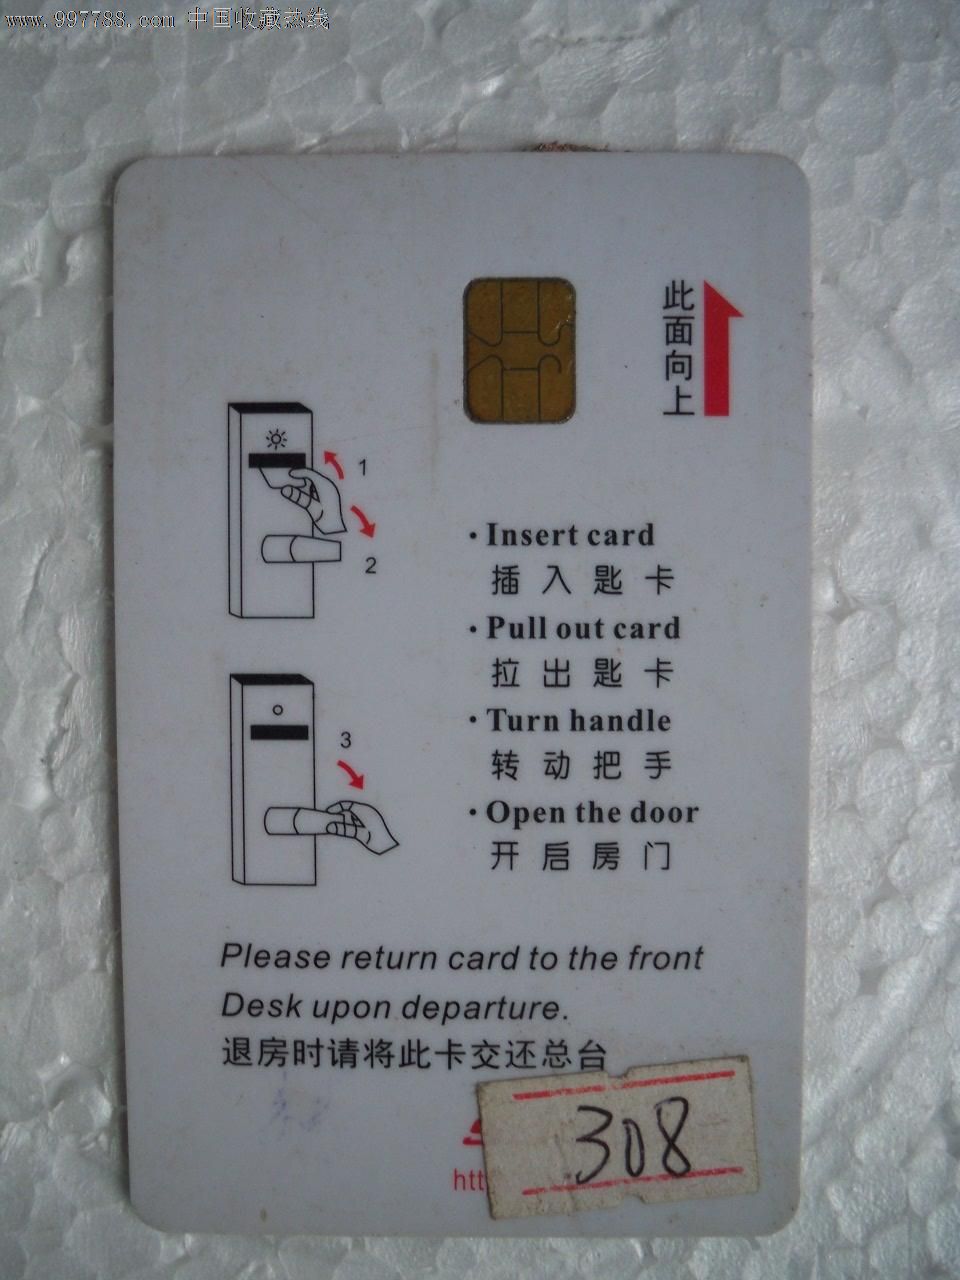 www.997788.com 中国收藏热线
此面向上
1
2
· Insert card
插入匙卡
· Pull out card
拉出匙卡
3
· Turn handle
转动把手
· Open the door
开启房门
Please return card to the front
Desk upon departure.
退房时请将此卡交还总台
308
htt